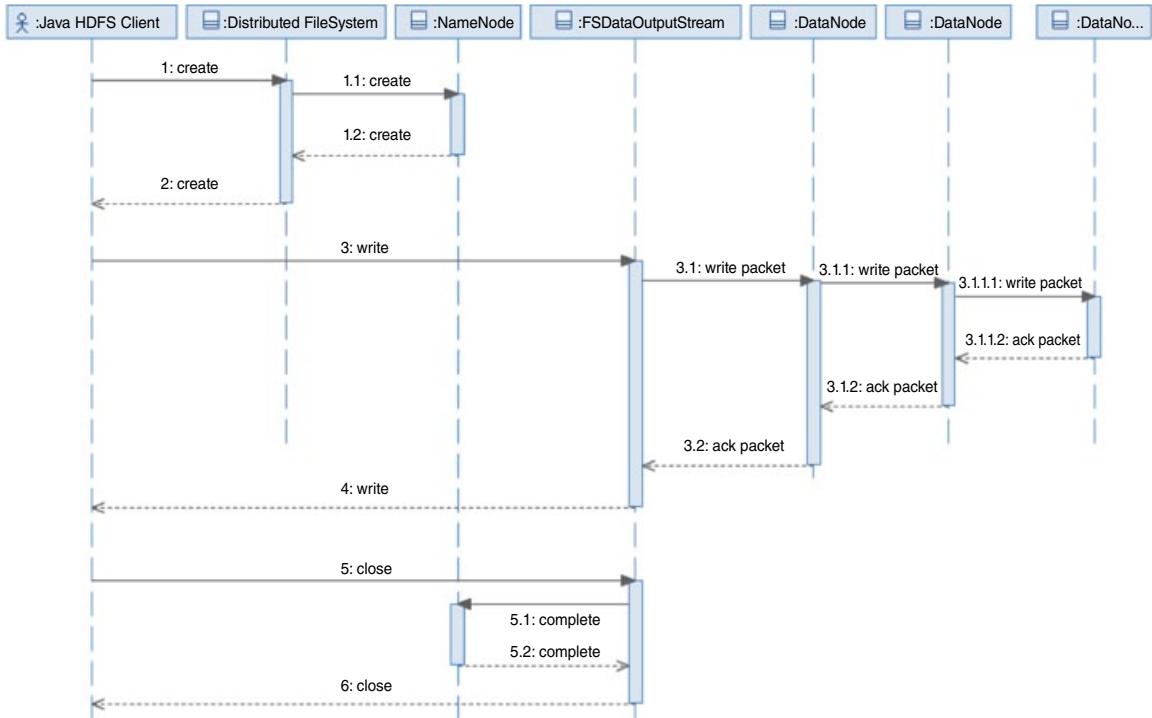 :Java HDFS Client
:Distributed FileSystem
:NameNode
:FSDataOutputStream
:DataNode
:DataNode
:DataNo...
1: create
1.1: create
1.2: create
2: create
3: write
3.1: write packet
3.1.1: write packet
3.1.1.1: write packet
3.1.1.2: ack packet
3.1.2: ack packet
3.2: ack packet
4: write
5: close
5.1: complete
5.2: complete
6: close